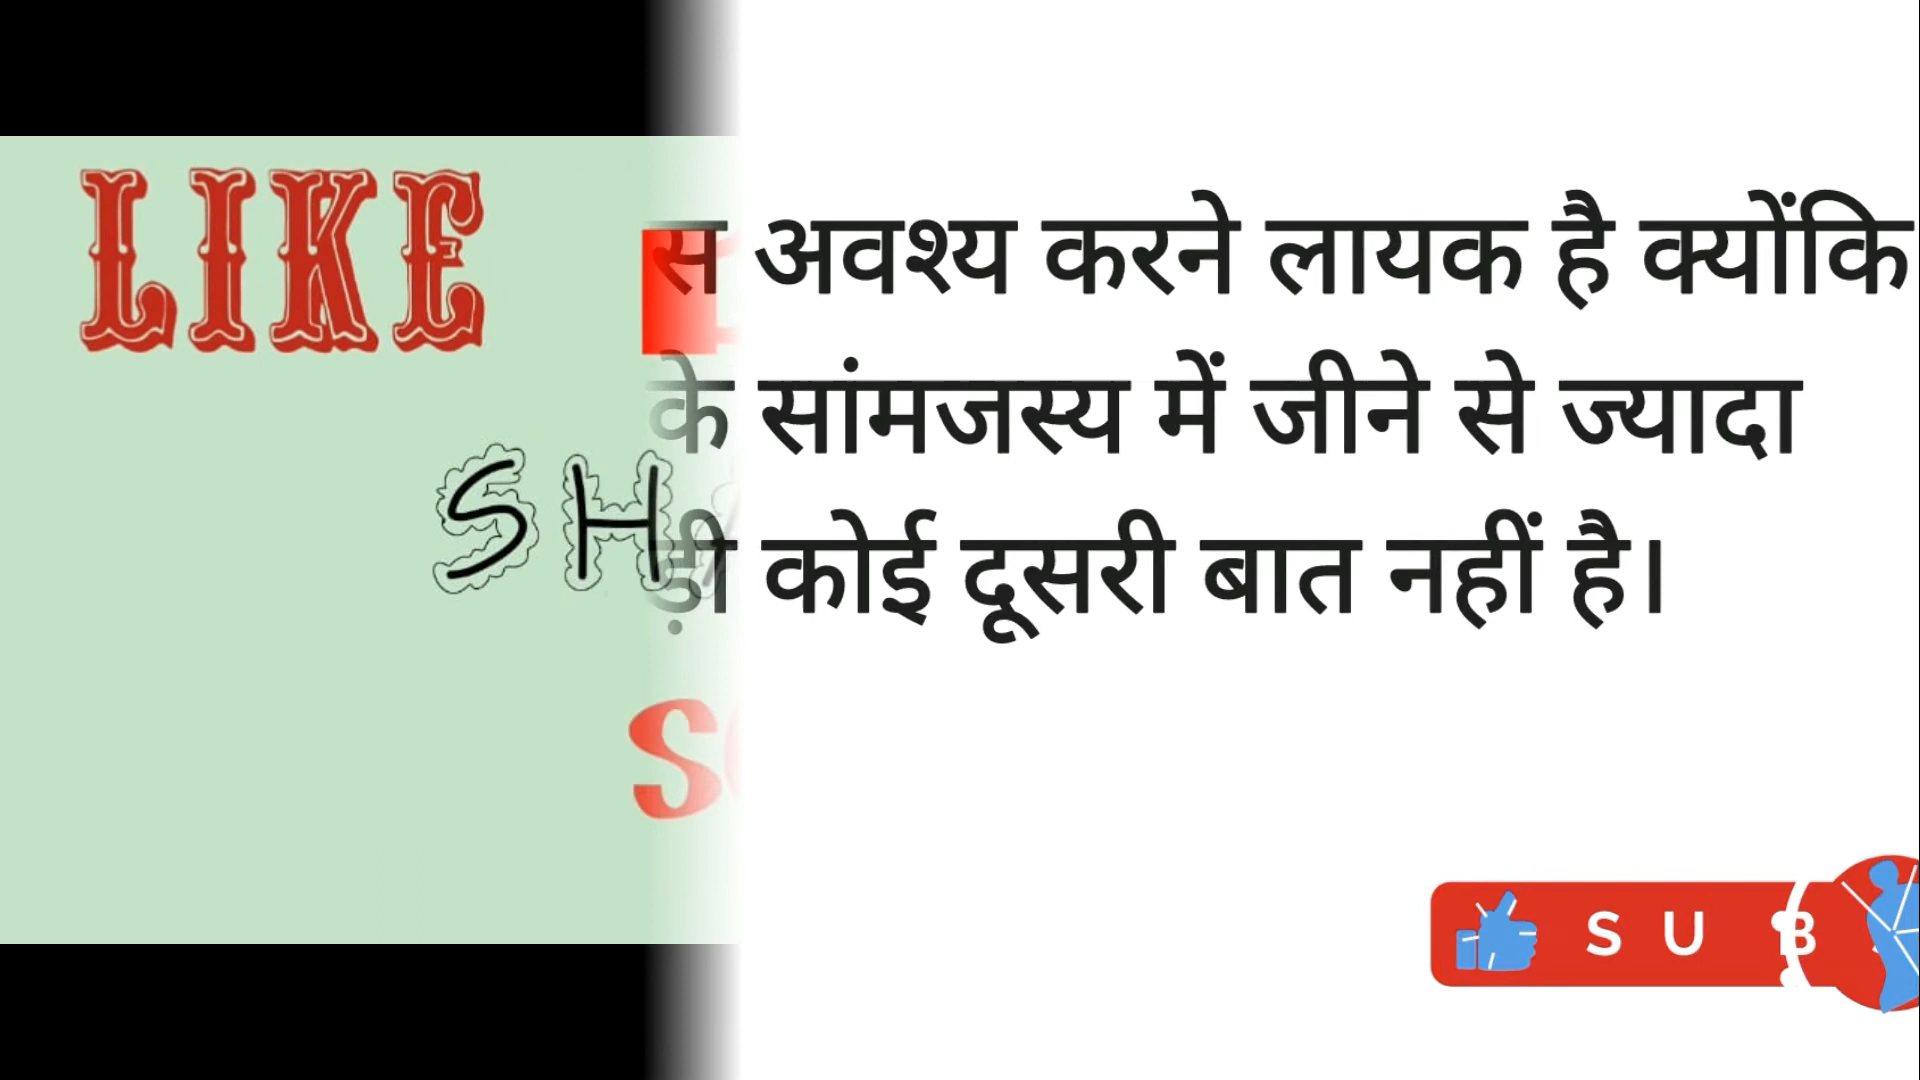 LIKE
अवश्य करने लायक है क्योंकि
के सांमजस्य में जीने से ज्यादा
कोई दूसरी बात नहीं है।